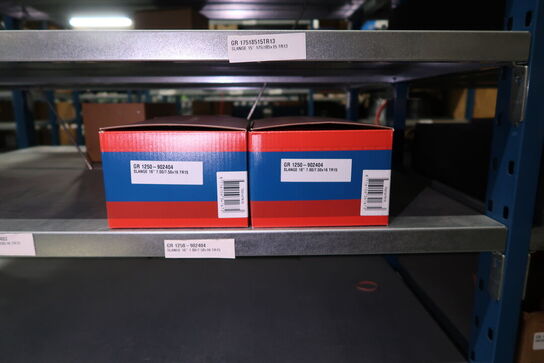 GR 17518515TR13
SLANGE 15" 175/185x15 TR13
GR 1250-902404
SLANGE 16" 7.00/7.50x16 TR15
GR 1250-902404
SLANGE 16" 7.00/7.50x16 TR15
GR 1250-902404
SLANGE 16" 7.00/7.50x16 TR15